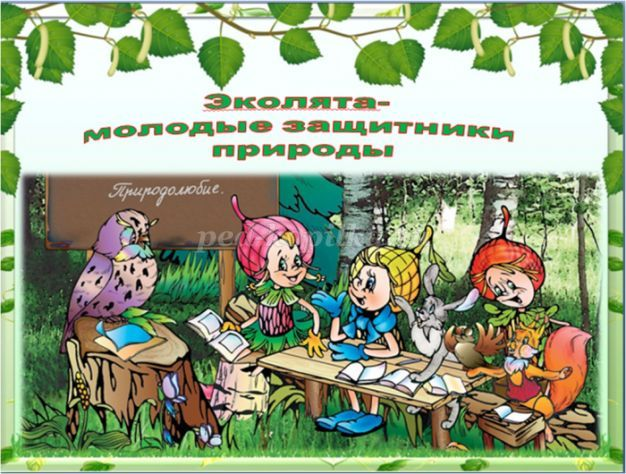 Эколята-
молодые защитники
природы
Природолюбие.